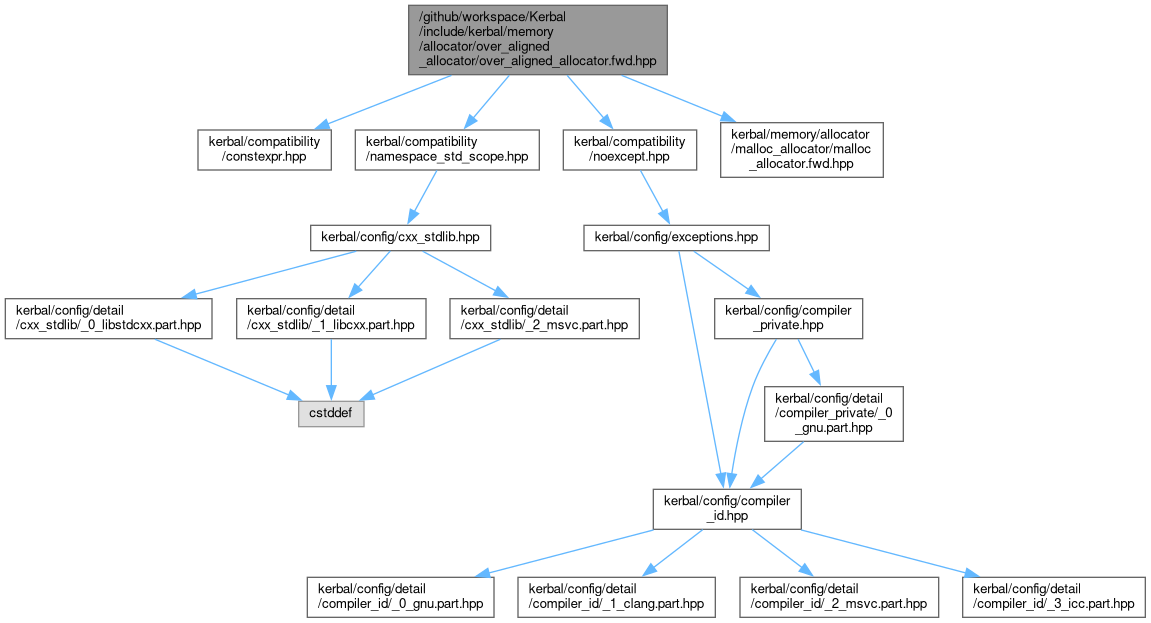 /github/workspace/Kerbal
/include/kerbal/memory
/allocator/over_aligned
_allocator/over_aligned_allocator.fwd.hpp
kerbal/compatibility
/constexpr.hpp
kerbal/compatibility
/namespace_std_scope.hpp
kerbal/compatibility
/noexcept.hpp
kerbal/memory/allocator
/malloc_allocator/malloc
_allocator.fwd.hpp
kerbal/config/cxx_stdlib.hpp
kerbal/config/exceptions.hpp
kerbal/config/detail
/cxx_stdlib/_0_libstdcxx.part.hpp
kerbal/config/detail
/cxx_stdlib/_1_libcxx.part.hpp
kerbal/config/detail
/cxx_stdlib/_2_msvc.part.hpp
kerbal/config/compiler
_private.hpp
cstddef
kerbal/config/detail
/compiler_private/_0
_gnu.part.hpp
kerbal/config/compiler
_id.hpp
kerbal/config/detail
/compiler_id/_0_gnu.part.hpp
kerbal/config/detail
/compiler_id/_1_clang.part.hpp
kerbal/config/detail
/compiler_id/_2_msvc.part.hpp
kerbal/config/detail
/compiler_id/_3_icc.part.hpp